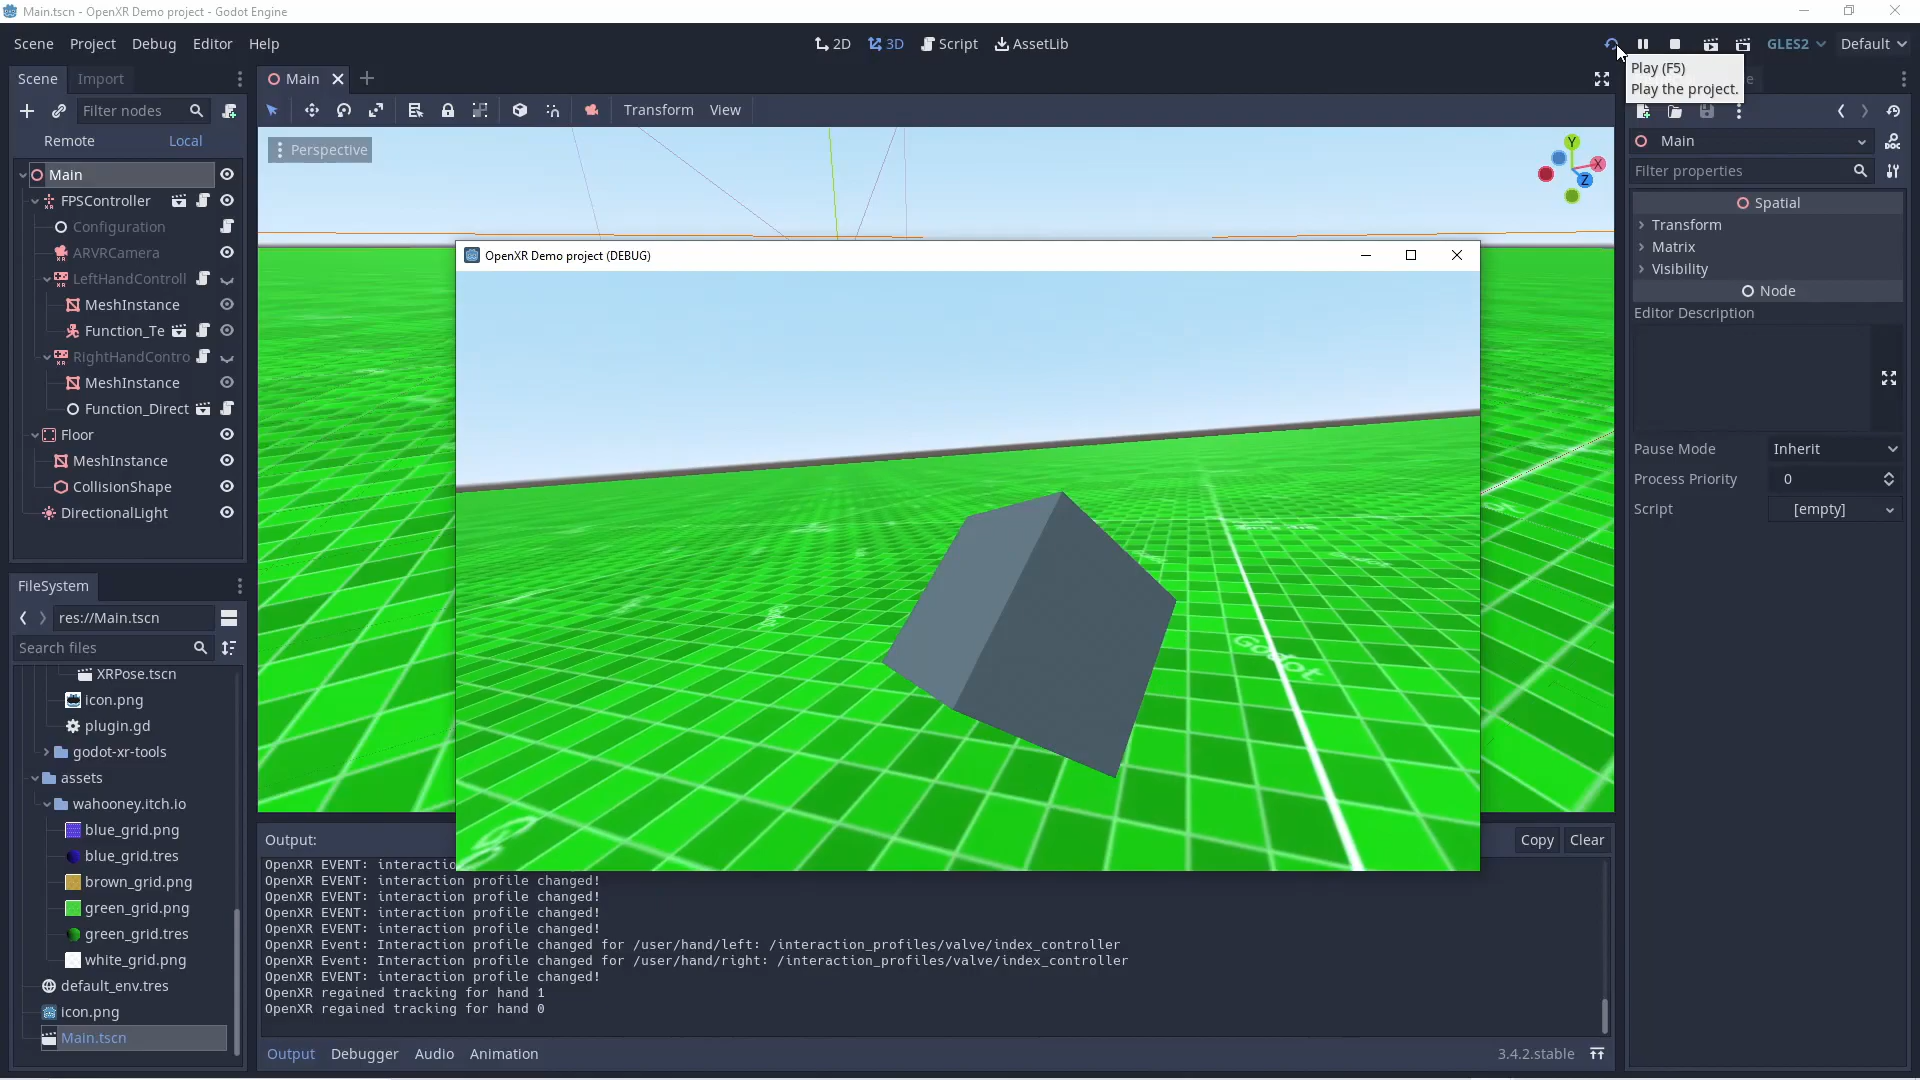 Main.tscn - OpenXR Demo project - Godot Engine
Scene Project Debug Editor Help
2D 3D Script AssetLib
GLES2 Default
Play (F5)
Play the project.
Scene Import
Main
Filter nodes
Transform View
Remote Local
Perspective
Y
X
Z
Main
FPSController
Configuration
ARVRCamera
LeftHandControll
MeshInstance
Function_Te
RightHandContro
MeshInstance
Function_Direct
Floor
MeshInstance
CollisionShape
DirectionalLight
FileSystem
res://Main.tscn
Search files
XRPose.tscn
icon.png
plugin.gd
godot-xr-tools
assets
wahooney.itch.io
blue_grid.png
blue_grid.tres
brown_grid.png
green_grid.png
green_grid.tres
white_grid.png
default_env.tres
icon.png
Main.tscn
OpenXR Demo project (DEBUG)
Godot
Output:
Copy Clear
OpenXR EVENT: interactio
OpenXR EVENT: interaction profile changed!
OpenXR EVENT: interaction profile changed!
OpenXR EVENT: interaction profile changed!
OpenXR EVENT: interaction profile changed!
OpenXR Event: Interaction profile changed for /user/hand/left: /interaction_profiles/valve/index_controller
OpenXR Event: Interaction profile changed for /user/hand/right: /interaction_profiles/valve/index_controller
OpenXR EVENT: interaction profile changed!
OpenXR regained tracking for hand 1
OpenXR regained tracking for hand 0
Output Debugger Audio Animation
3.4.2.stable
Main
Filter properties
Spatial
Transform
Matrix
Visibility
Node
Editor Description
Pause Mode Inherit
Process Priority 0
Script [empty]